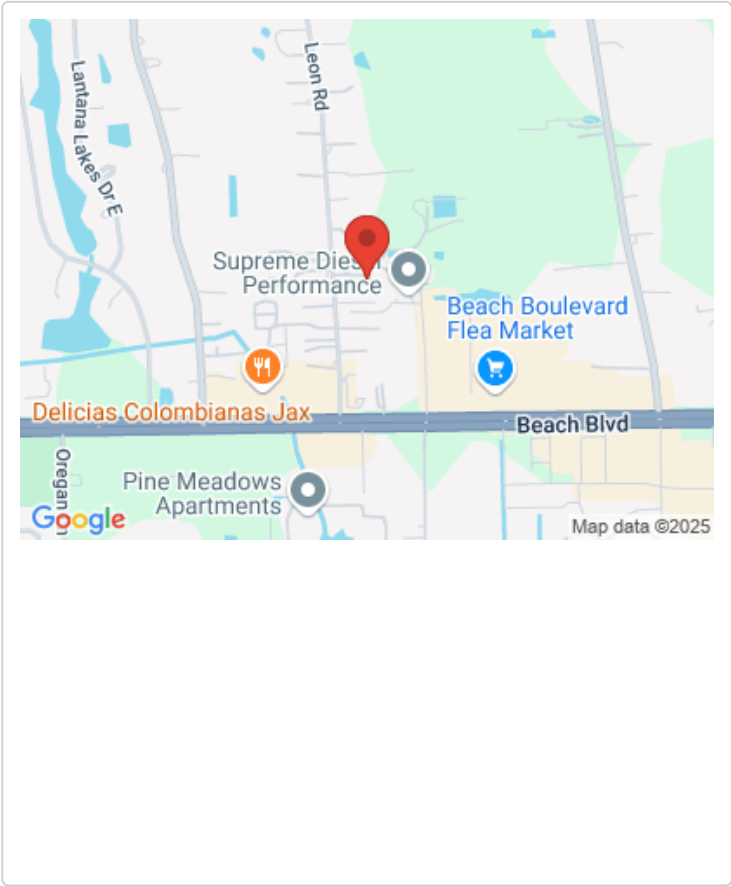 Leon Rd
Lantana Lakes Dr E
Supreme Diesel
Performance
Beach Boulevard
Flea Market
Delicias Colombianas Jax
Beach Blvd
Pine Meadows
Apartments
Oregan
Google
Map data ©2025